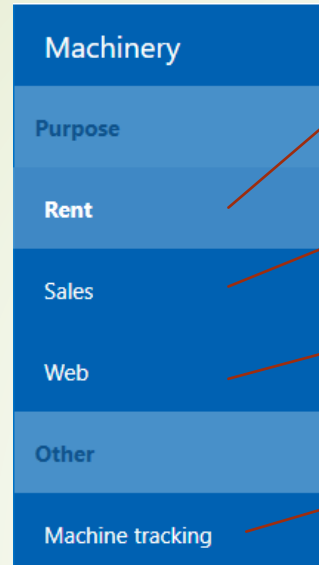 Machinery
Purpose
Rent
Sales
Web
Other
Machine tracking